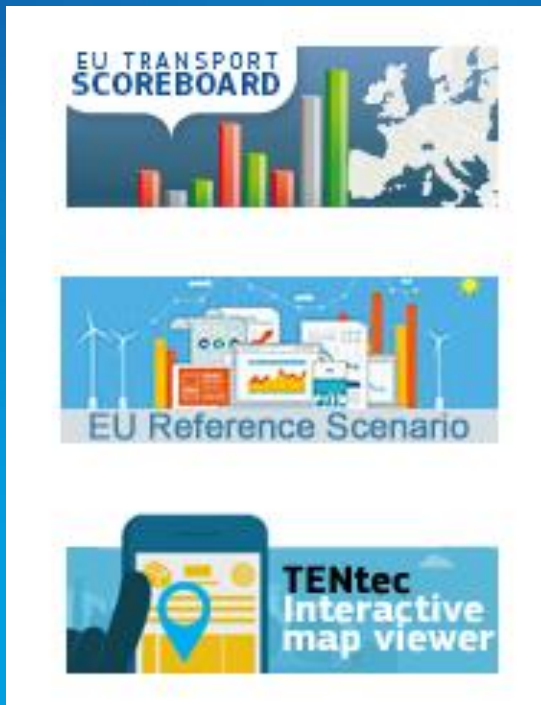 EU TRANSPORT
SCOREBOARD
EU Reference Scenario
TENtec
Interactive
map viewer